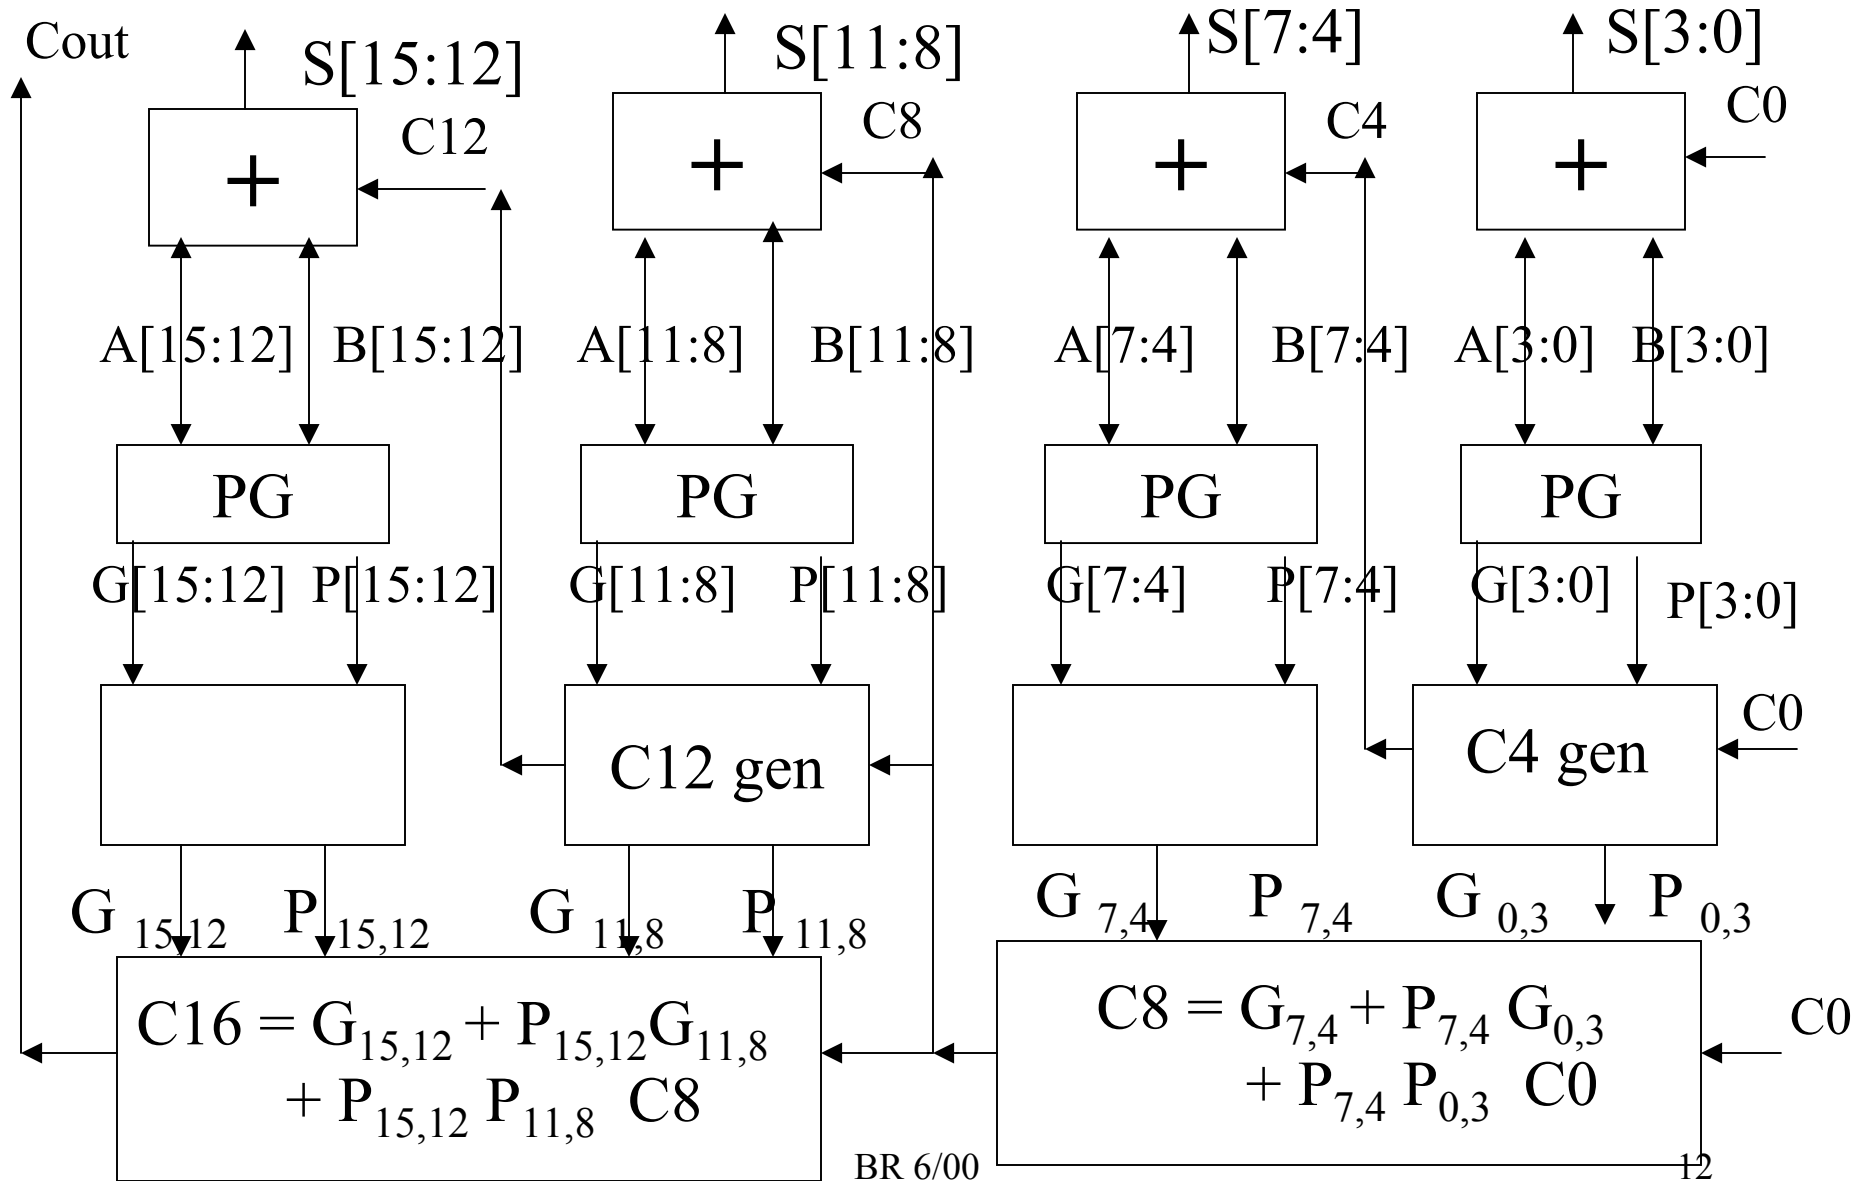 Cout
S[15:12]
S[11:8]
S[7:4]
S[3:0]
C12
C8
C4
C0
+
+
+
+
A[15:12]
B[15:12]
A[11:8]
B[11:8]
A[7:4]
B[7:4]
A[3:0]
B[3:0]
PG
PG
PG
PG
G[15:12]
P[15:12]
G[11:8]
P[11:8]
G[7:4]
P[7:4]
G[3:0]
P[3:0]
C12 gen
C4 gen
C0
G 15,12
P 15,12
G 11,8
P 11,8
G 7,4
P 7,4
G 0,3
P 0,3
C16 = G15,12 + P15,12G11,8
+ P15,12 P11,8 C8
C8 = G7,4 + P7,4 G0,3
+ P7,4 P0,3 C0
C0
BR 6/00
12